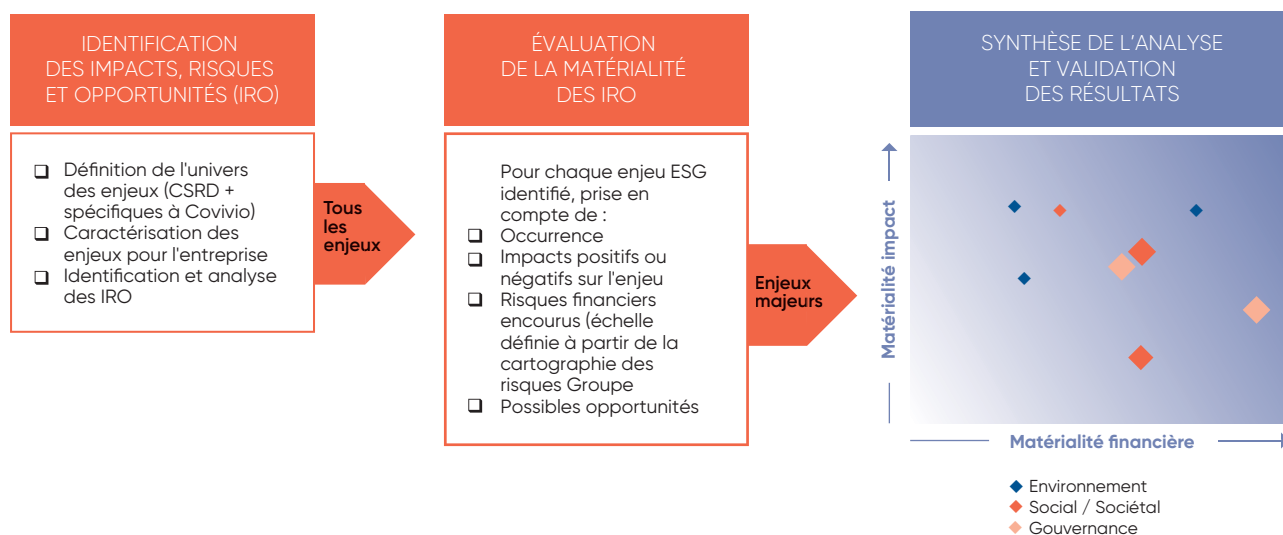 IDENTIFICATION
DES IMPACTS, RISQUES
ET OPPORTUNITÉS (IRO)
❑ Définition de l'univers
des enjeux (CSRD +
spécifiques à Covivio)
❑ Caractérisation des
enjeux pour l'entreprise
❑ Identification et analyse
des IRO
Tous
les
enjeux
ÉVALUATION
DE LA MATÉRIALITÉ
DES IRO
Pour chaque enjeu ESG
identifié, prise en
compte de :
❑ Occurrence
❑ Impacts positifs ou
négatifs sur l'enjeu
❑ Risques financiers
encourus (échelle
définie à partir de la
cartographie des
risques Groupe
❑ Possibles opportunités
Enjeux
majeurs
SYNTHÈSE DE L'ANALYSE
ET VALIDATION
DES RÉSULTATS
Matérialité impact
Matérialité financière
Environnement
Social / Sociétal
Gouvernance